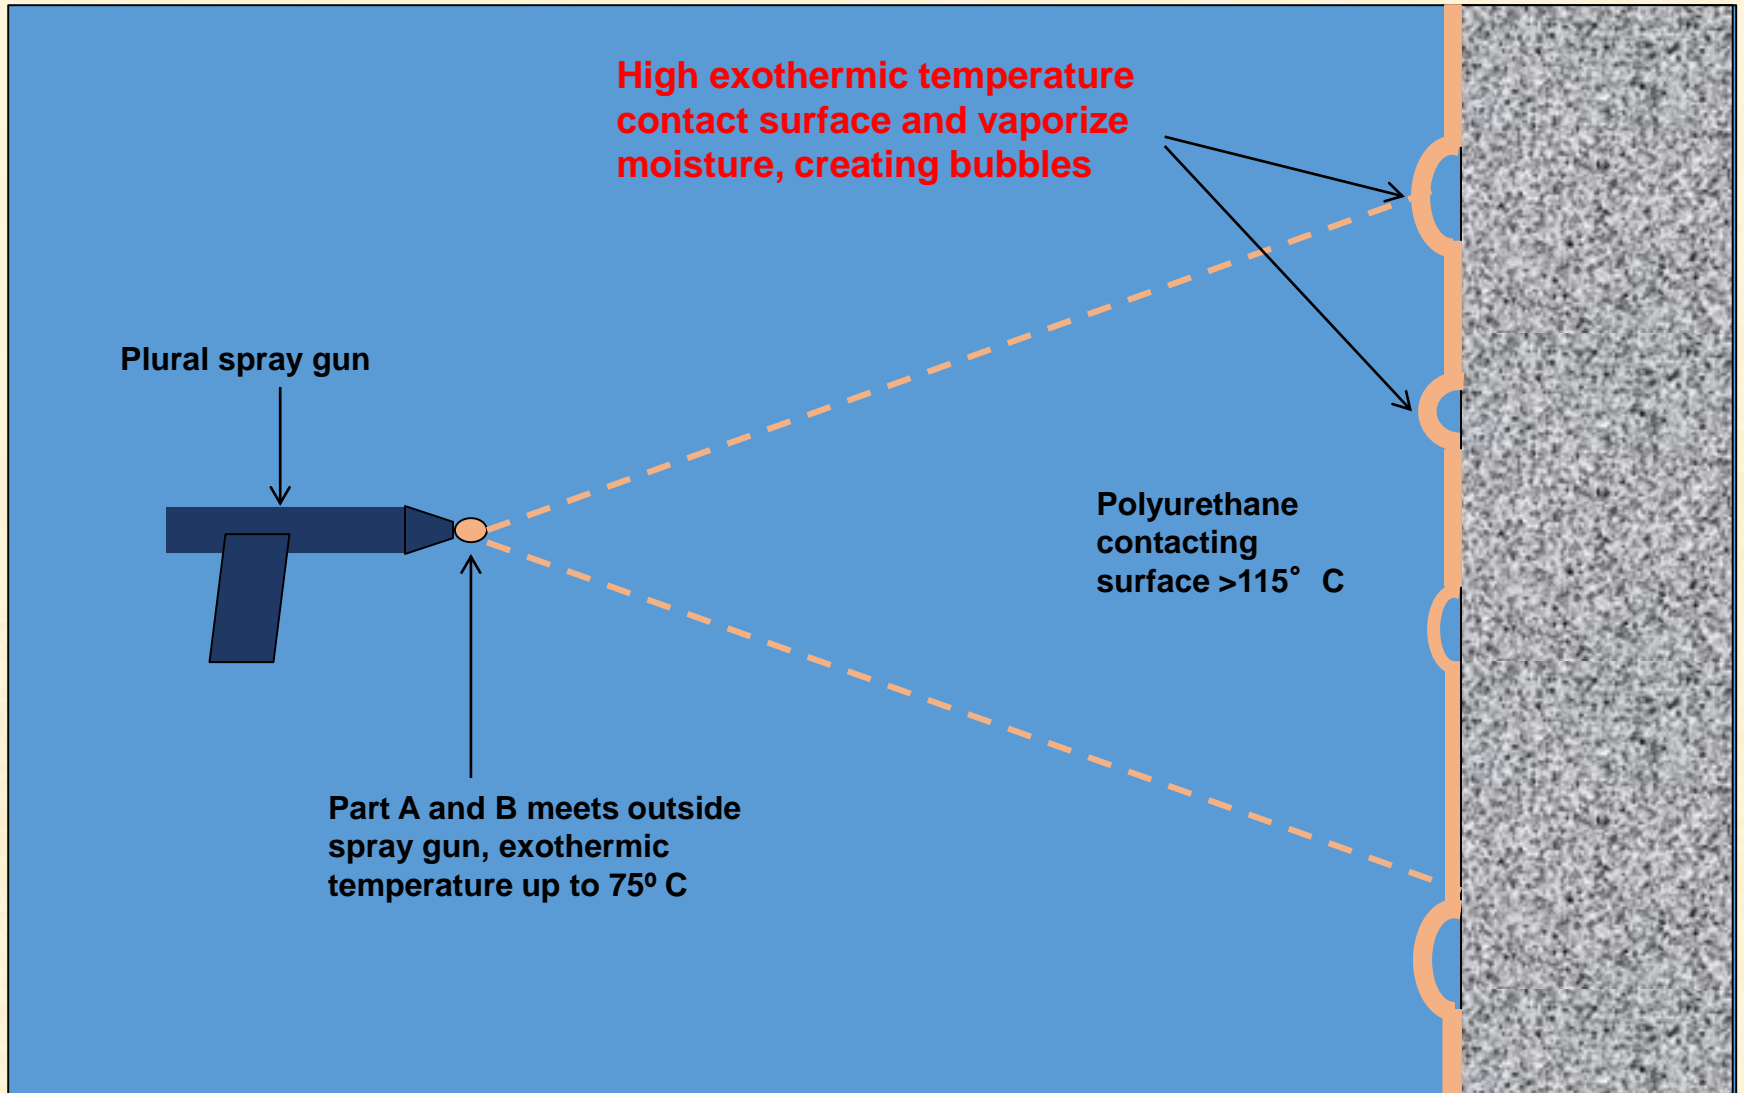 High exothermic temperature
contact surface and vaporize
moisture, creating bubbles
Plural spray gun
Polyurethane
contacting
surface >115° C
Part A and B meets outside
spray gun, exothermic
temperature up to 75º C